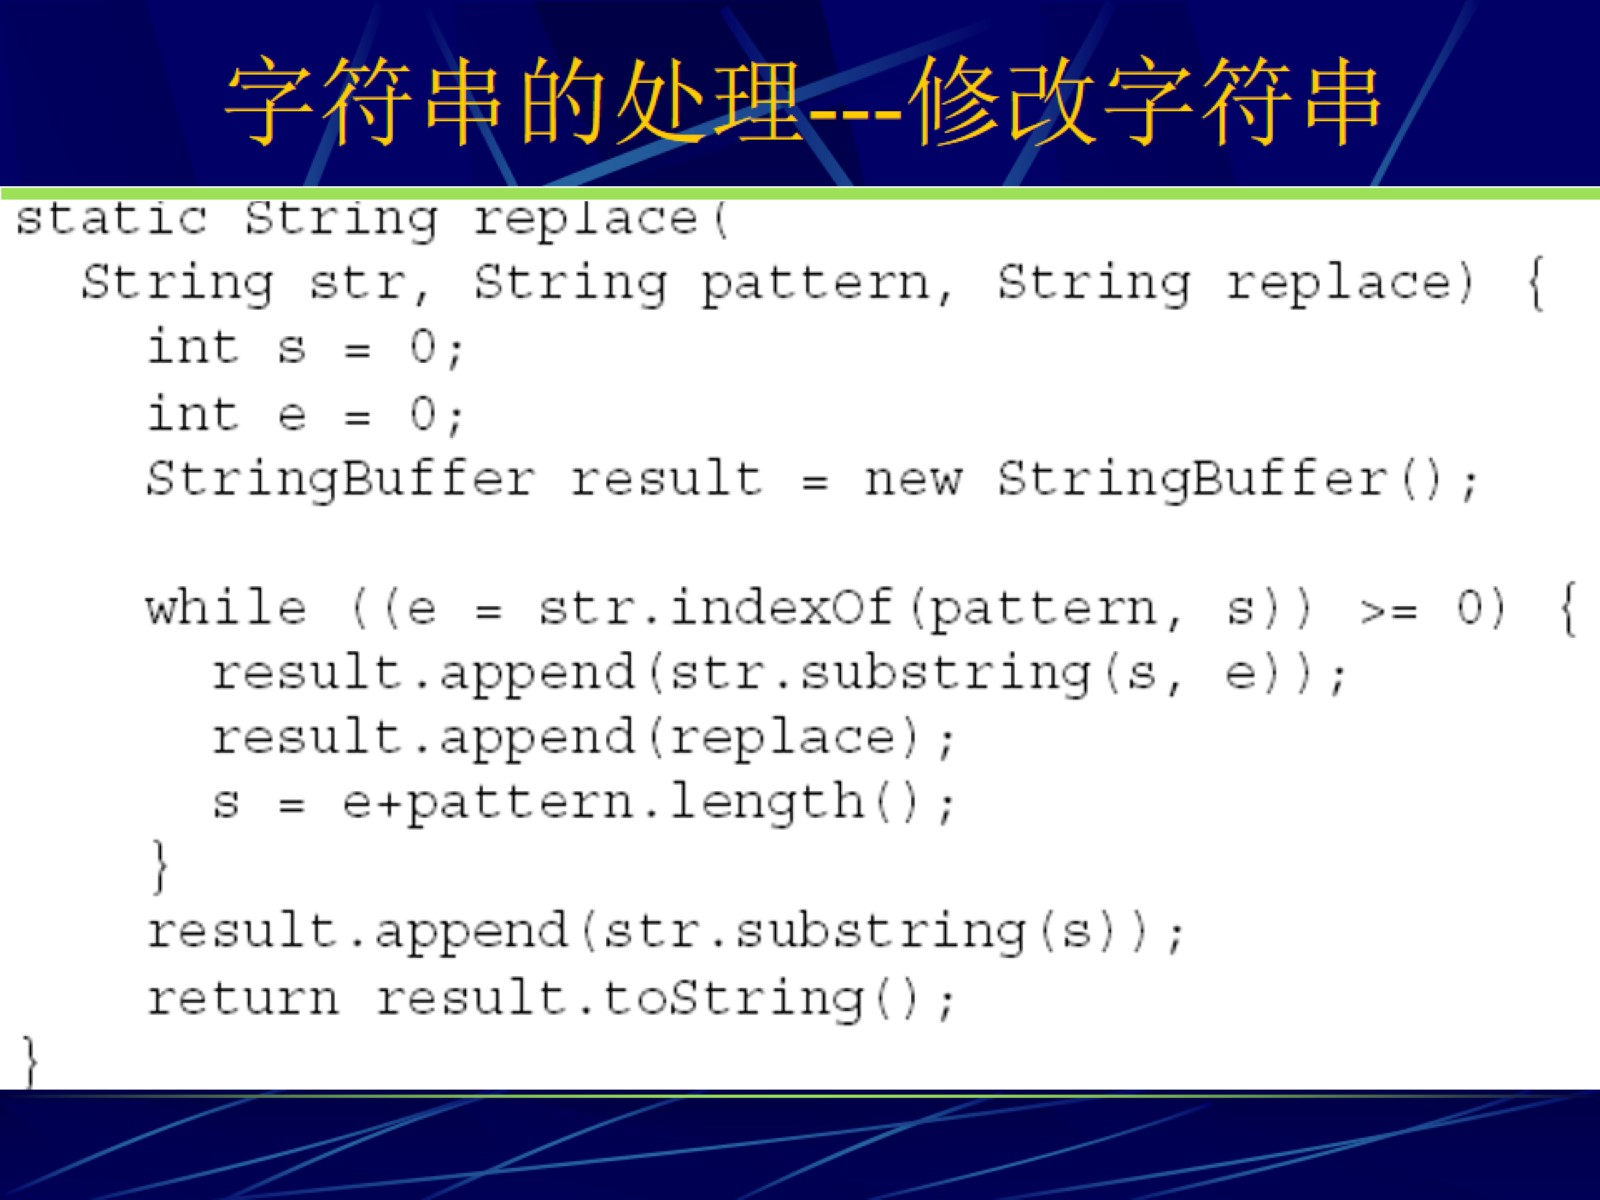 字符串的处理---修改字符串
static String replace(
  String str, String pattern, String replace) {
    int s = 0;
    int e = 0;
    StringBuffer result = new StringBuffer();

    while ((e = str.indexOf(pattern, s)) >= 0) {
      result.append(str.substring(s, e));
      result.append(replace);
      s = e+pattern.length();
    }
    result.append(str.substring(s));
    return result.toString();
}